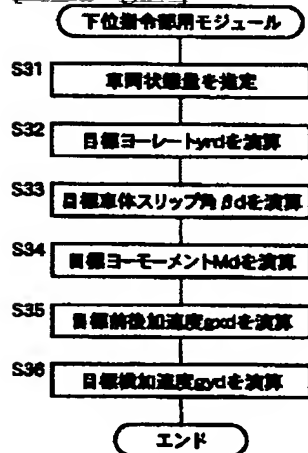 下位指令部用モジュール
S31
車両状態量を推定
S32
目標ヨーレートyrdを演算
S33
目標車体スリップ角βdを演算
S34
目標ヨーモーメントMdを演算
S35
目標前後加速度gxdを演算
S36
目標横加速度gydを演算
エンド